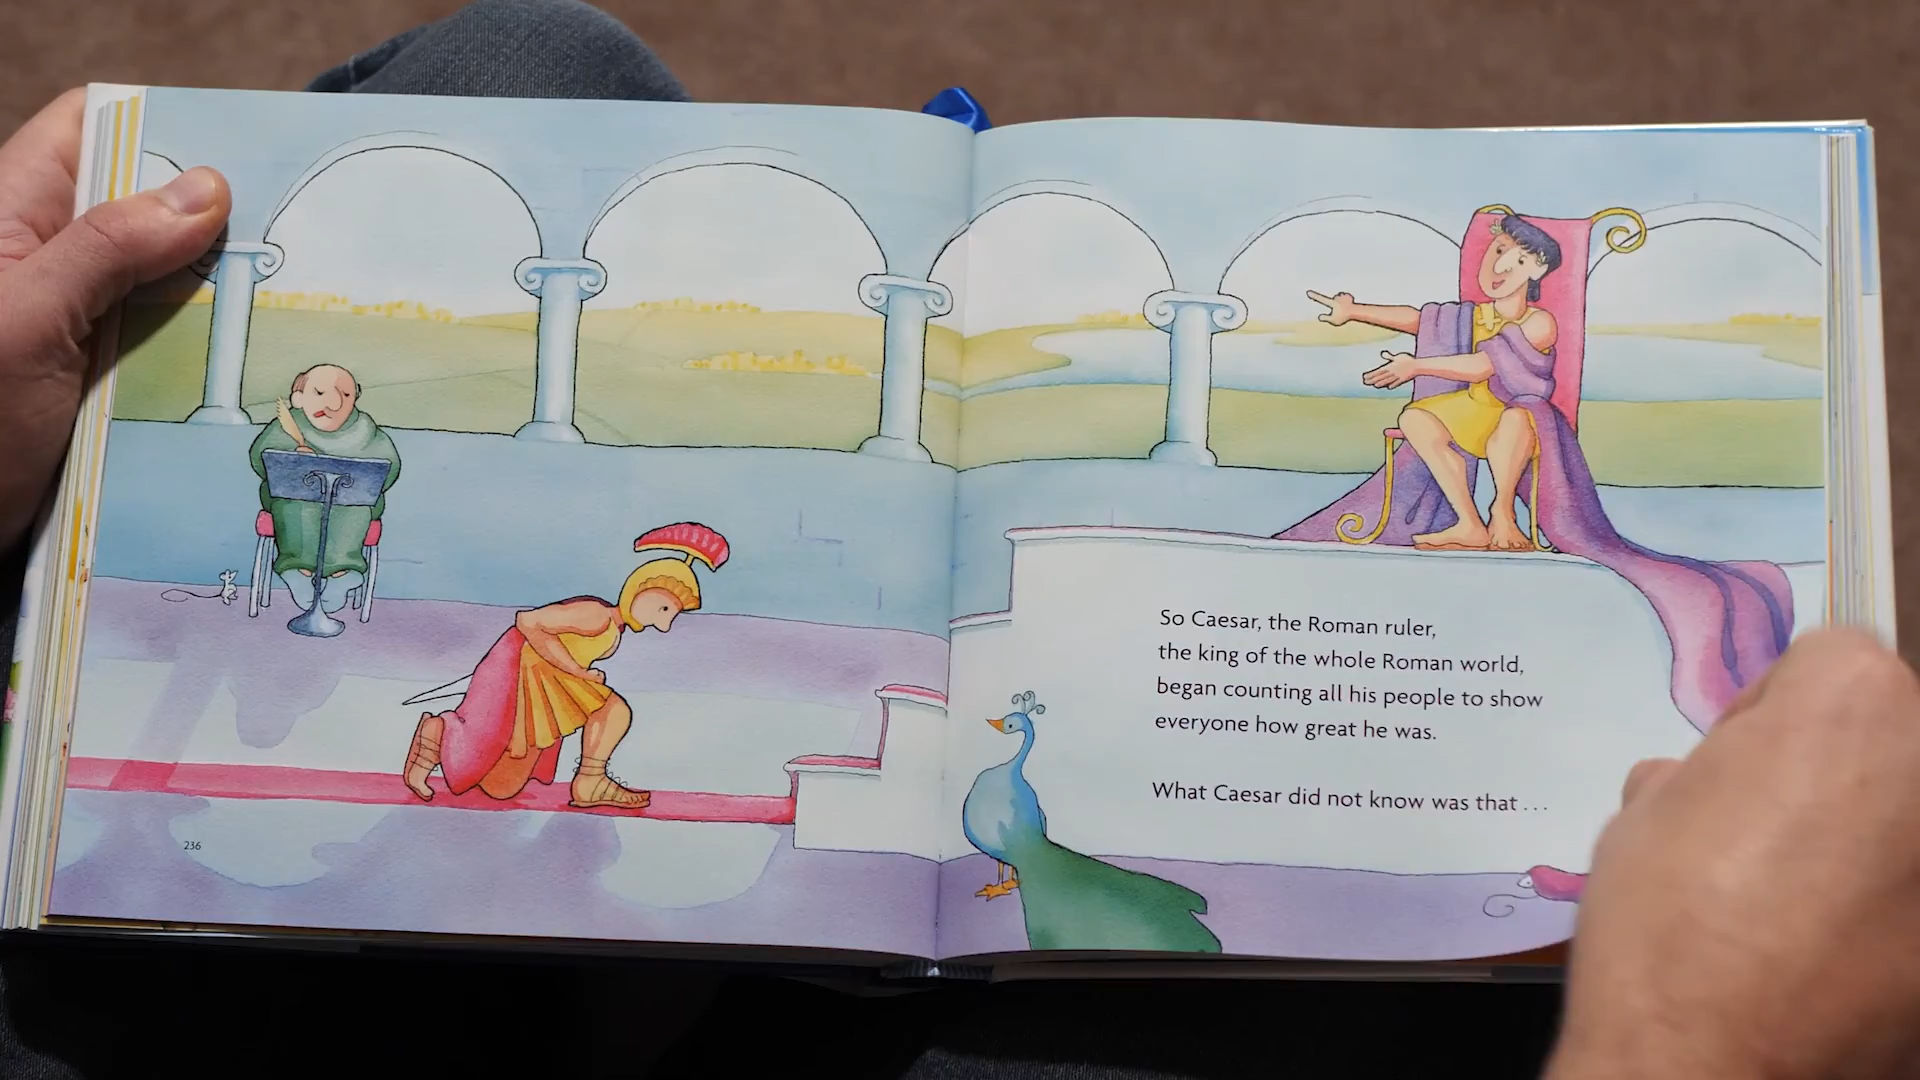 236
So Caesar, the Roman ruler,
the king of the whole Roman world,
began counting all his people to show
everyone how great he was.
What Caesar did not know was that ...